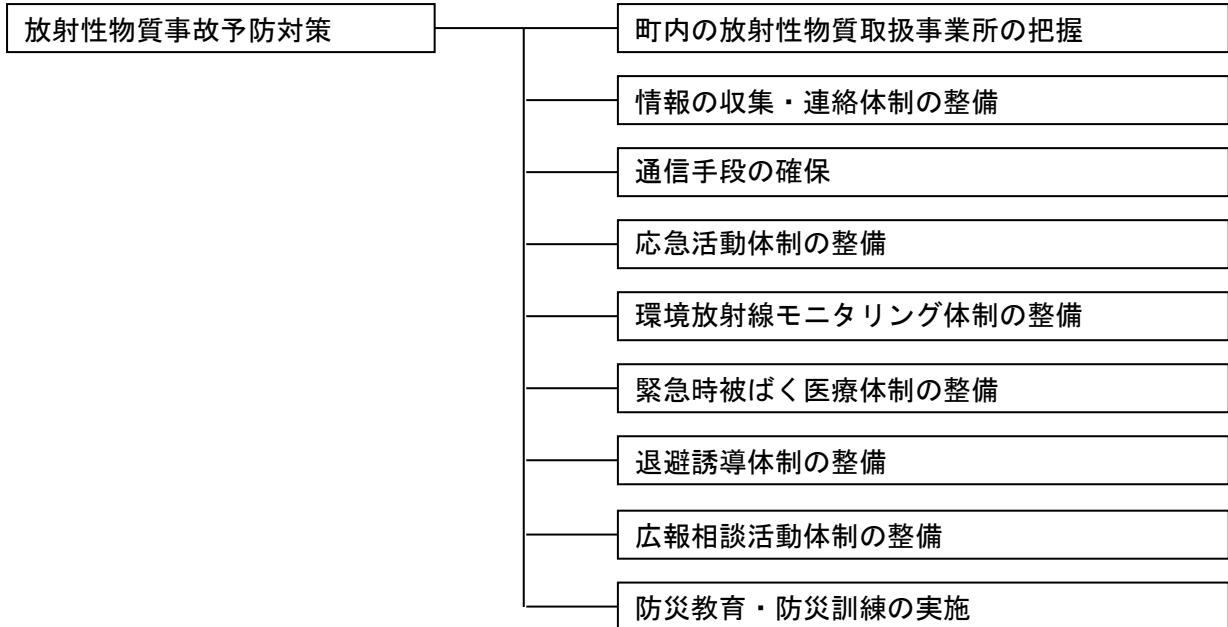 放射性物質事故予防対策
町内の放射性物質取扱事業所の把握
情報の収集・連絡体制の整備
通信手段の確保
応急活動体制の整備
環境放射線モニタリング体制の整備
緊急時被ばく医療体制の整備
退避誘導体制の整備
広報相談活動体制の整備
防災教育・防災訓練の実施